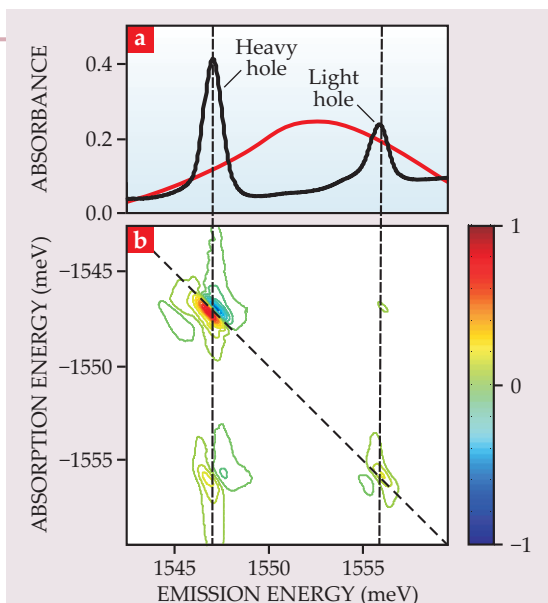 a
Heavy
hole
Light
hole
0.4
0.2
0.0
ABSORBANCE
b
−1545
−1550
−1555
ABSORPTION ENERGY (meV)
1
0
−1
1545 1550 1555
EMISSION ENERGY (meV)